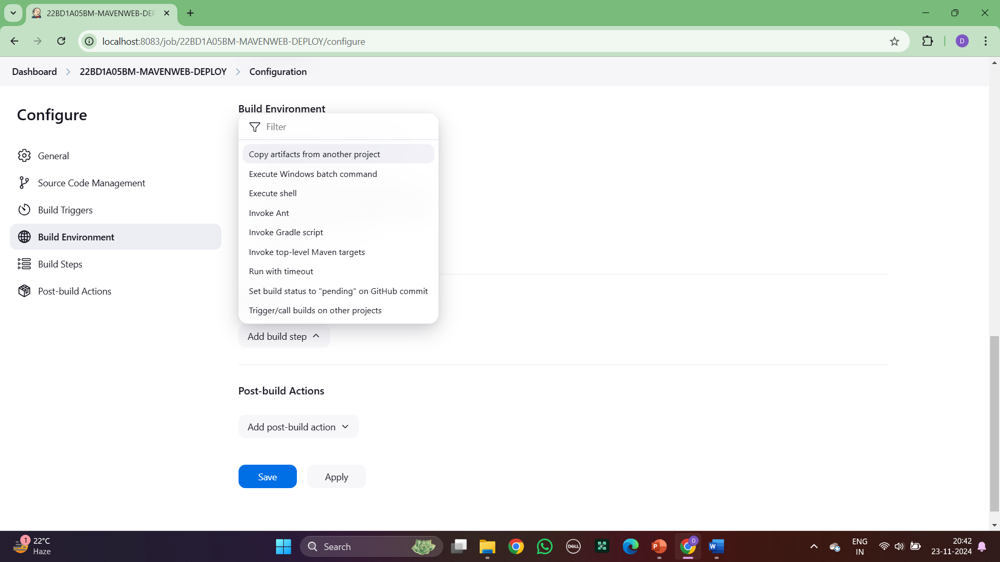 22BD1A05BM-MAVENWEB-DEP
localhost:8083/job/22BD1A05BM-MAVENWEB-DEPLOY/configure
D
Dashboard
22BD1A05BM-MAVENWEB-DEPLOY
Configuration
Configure
General
Source Code Management
Build Triggers
Build Environment
Build Steps
Post-build Actions
Build Environment
Filter
Copy artifacts from another project
Execute Windows batch command
Execute shell
Invoke Ant
Invoke Gradle script
Invoke top-level Maven targets
Run with timeout
Set build status to "pending" on GitHub commit
Trigger/call builds on other projects
Add build step
Post-build Actions
Add post-build action
Save
Apply
1
22°C
Haze
Search
DELL
P
D
W
ENG
IN
20:42
23-11-2024